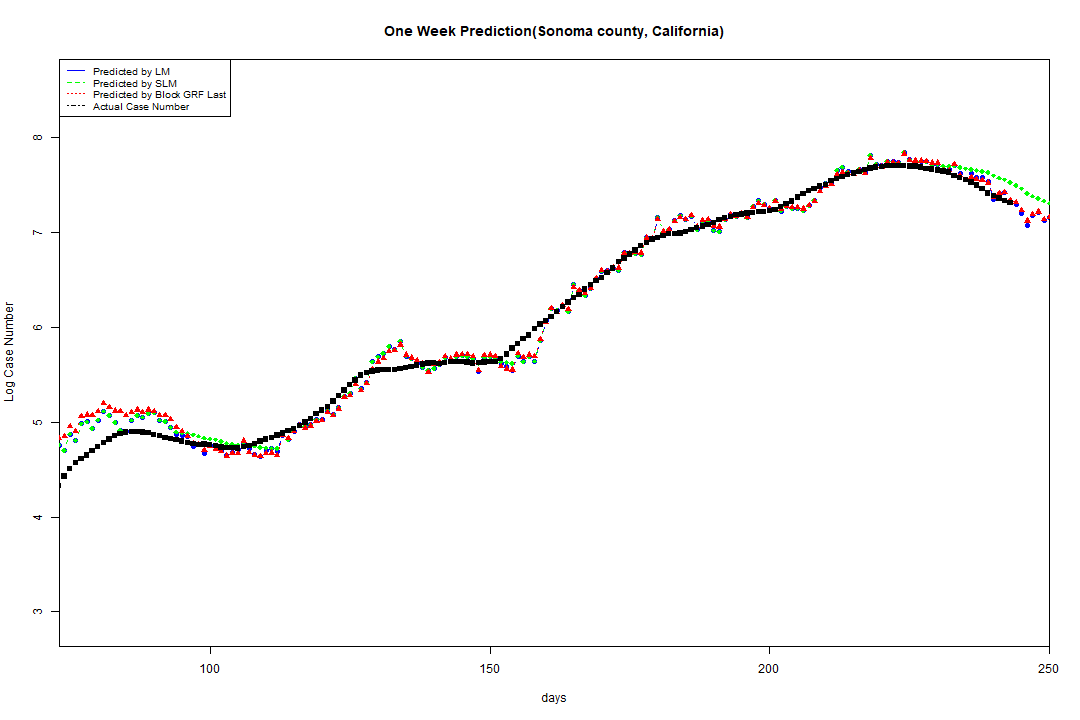 One Week Prediction(Sonoma county, California)
Predicted by LM
Predicted by SLM
Predicted by Block GRF Last
Actual Case Number
8
7
6
5
4
3
Log Case Number
100 150 200 250
days